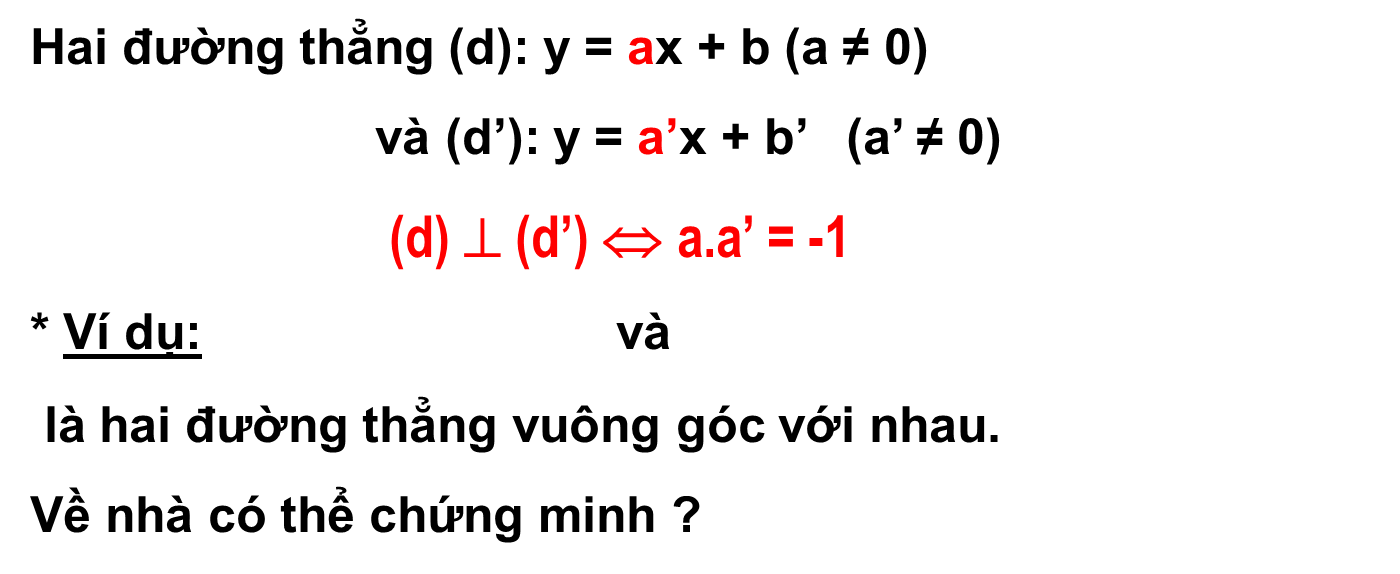 Hai đường thẳng (d): y = ax + b (a ≠ 0)
và (d’): y = a’x + b’ (a’ ≠ 0)
(d) ⊥ (d’) ⇔ a.a’ = -1
* Ví dụ: và
là hai đường thẳng vuông góc với nhau.
Về nhà có thể chứng minh ?